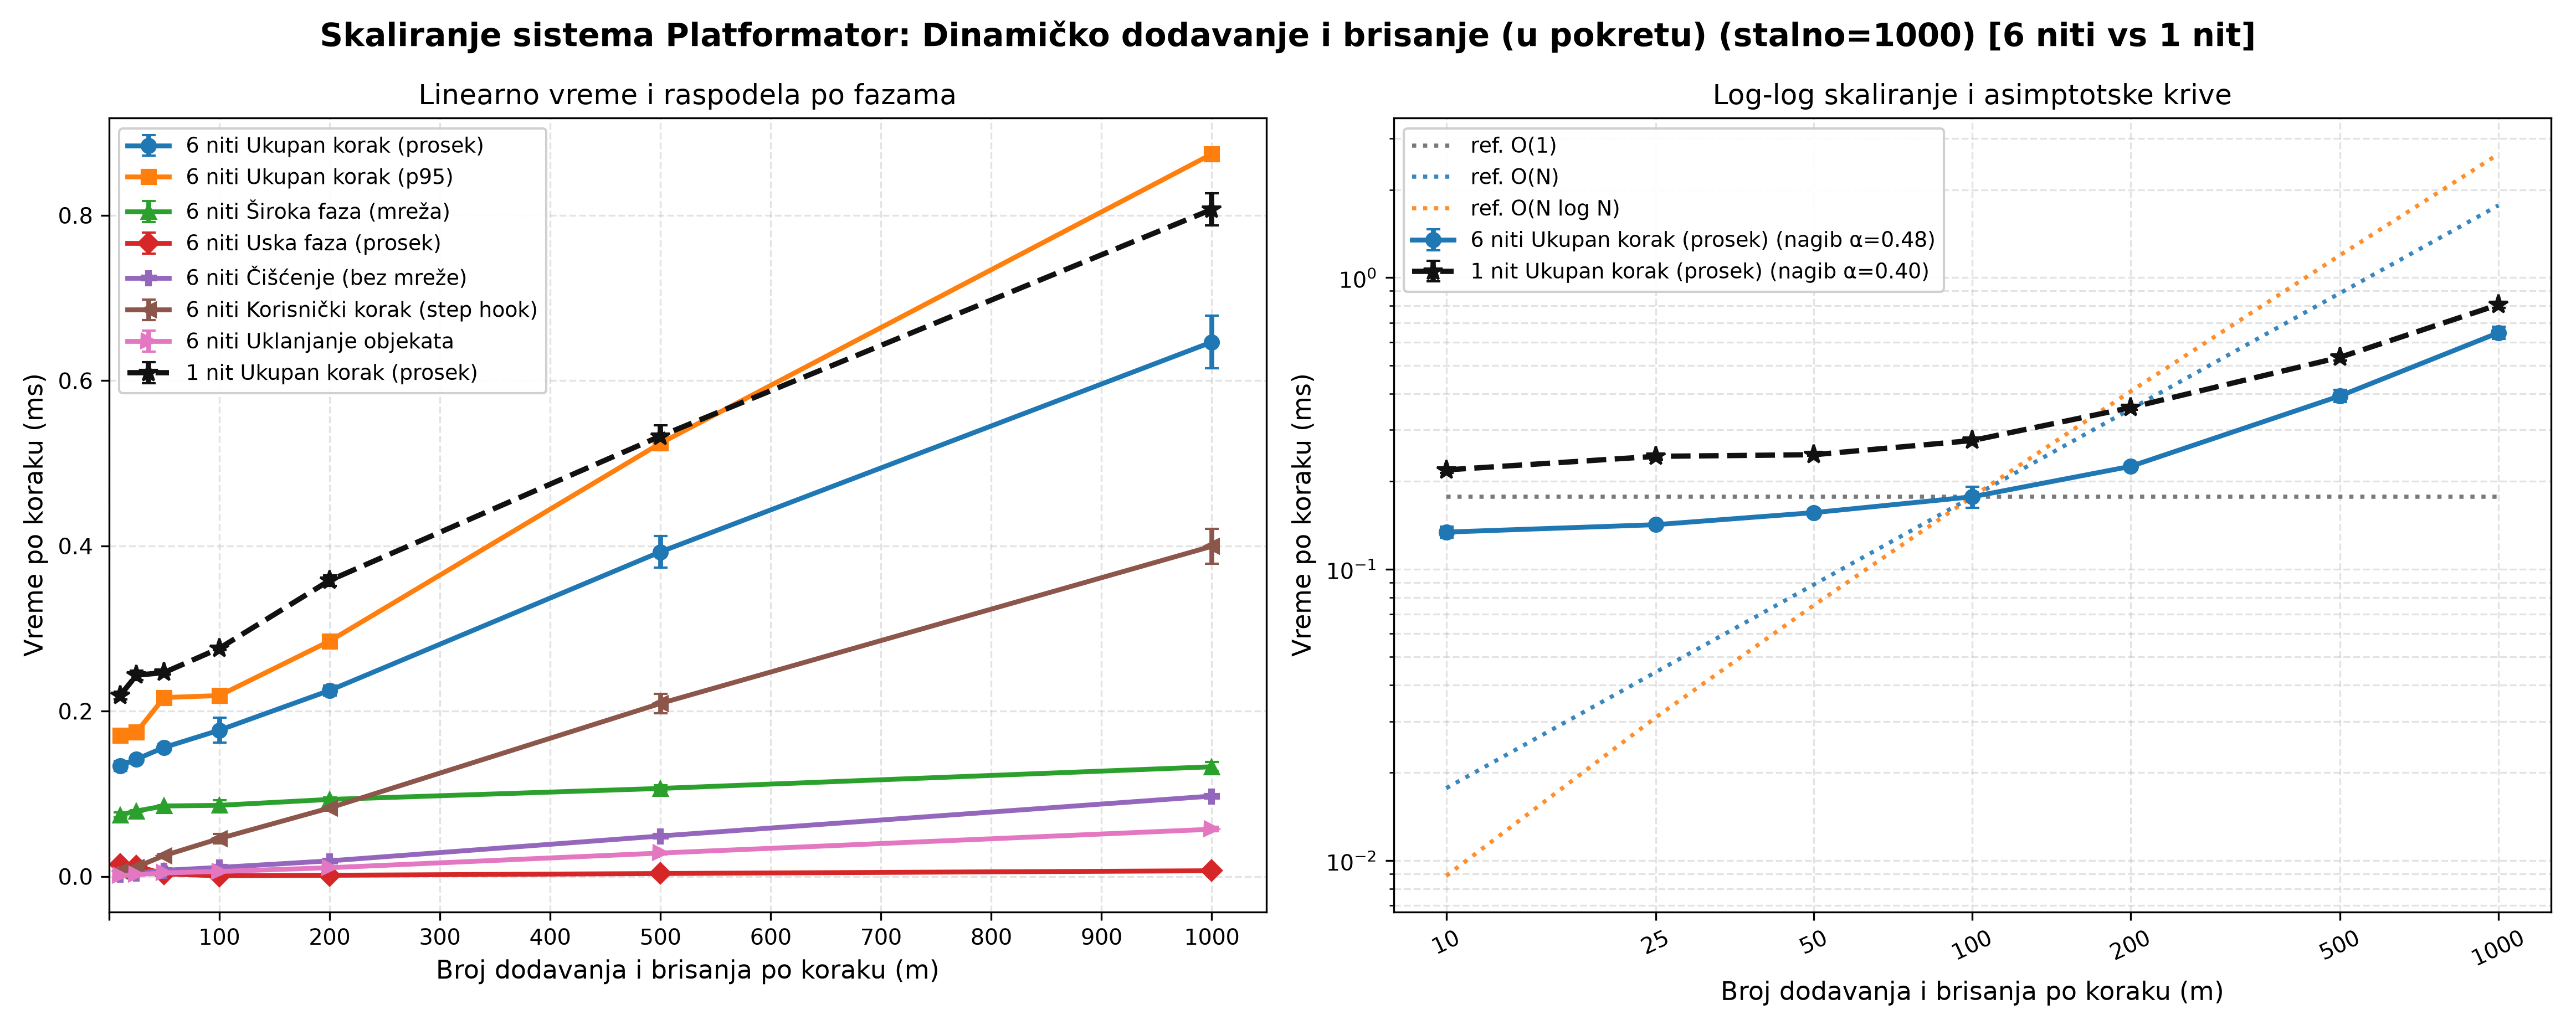 Skaliranje sistema Platformator: Dinamičko dodavanje i brisanje (u pokretu) (stalno=1000) [6 niti vs 1 nit]
Linearno vreme i raspodela po fazama
6 niti Ukupan korak (prosek)
6 niti Ukupan korak (p95)
6 niti Široka faza (mreža)
6 niti Uska faza (prosek)
6 niti Čišćenje (bez mreže)
6 niti Korisnički korak (step hook)
6 niti Uklanjanje objekata
1 nit Ukupan korak (prosek)
Vreme po koraku (ms)
0.8
0.6
0.4
0.2
0.0
100 200 300 400 500 600 700 800 900 1000
Broj dodavanja i brisanja po koraku (m)
Log-log skaliranje i asimptotske krive
ref. O(1)
ref. O(N)
ref. O(N log N)
6 niti Ukupan korak (prosek) (nagib α=0.48)
1 nit Ukupan korak (prosek) (nagib α=0.40)
Vreme po koraku (ms)
10⁰
10⁻¹
10⁻²
10 25 50 100 200 500 1000
Broj dodavanja i brisanja po koraku (m)